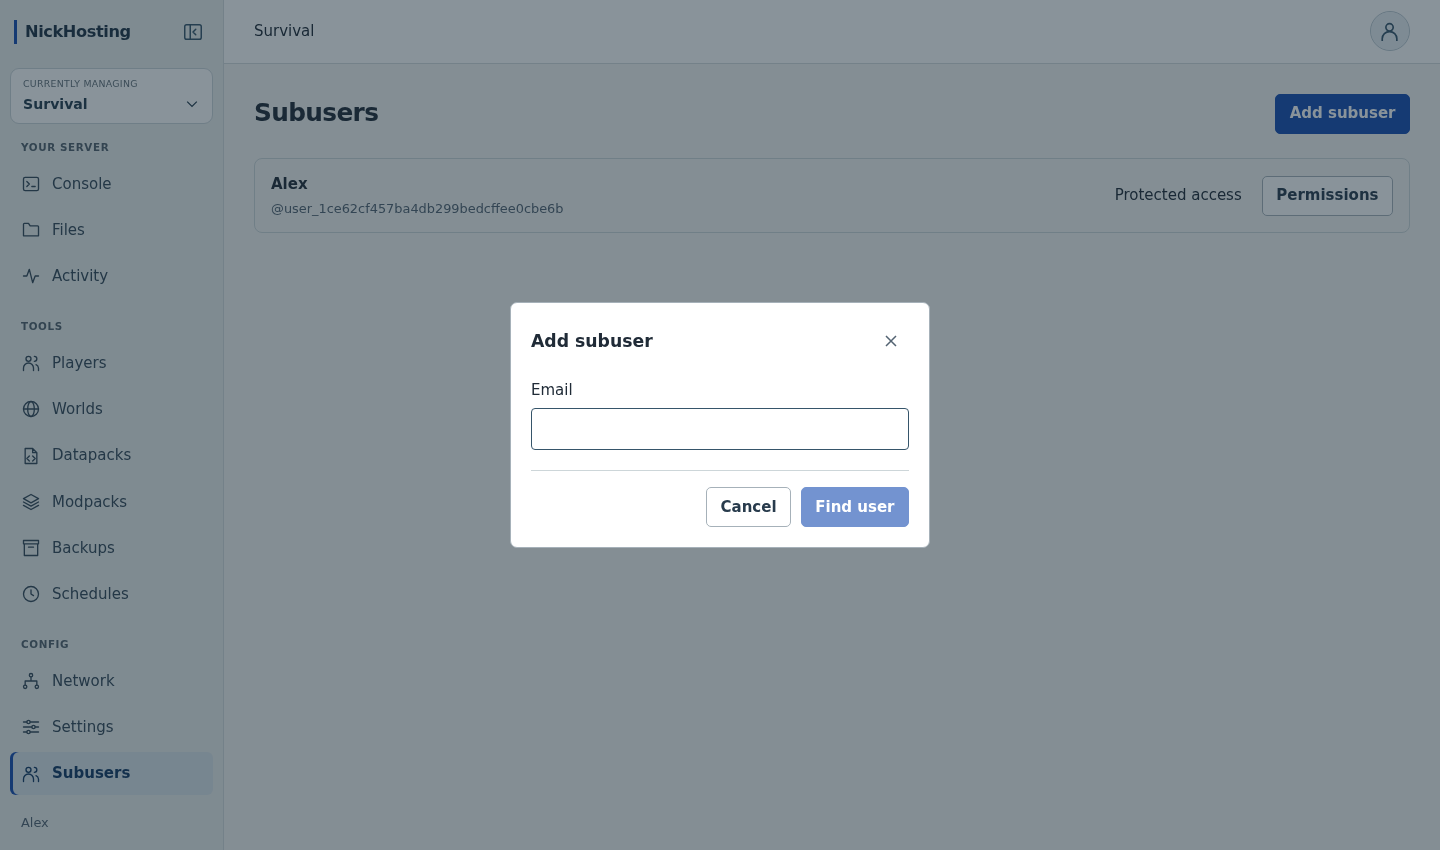 NickHosting
CURRENTLY MANAGING
Survival
YOUR SERVER
Console
Files
Activity
TOOLS
Players
Worlds
Datapacks
Modpacks
Backups
Schedules
CONFIG
Network
Settings
Subusers
Alex
Survival
Subusers
Add subuser
Alex
@user_1ce62cf457ba4db299bedcffee0cbe6b
Protected access
Permissions
Add subuser
Email
Cancel
Find user